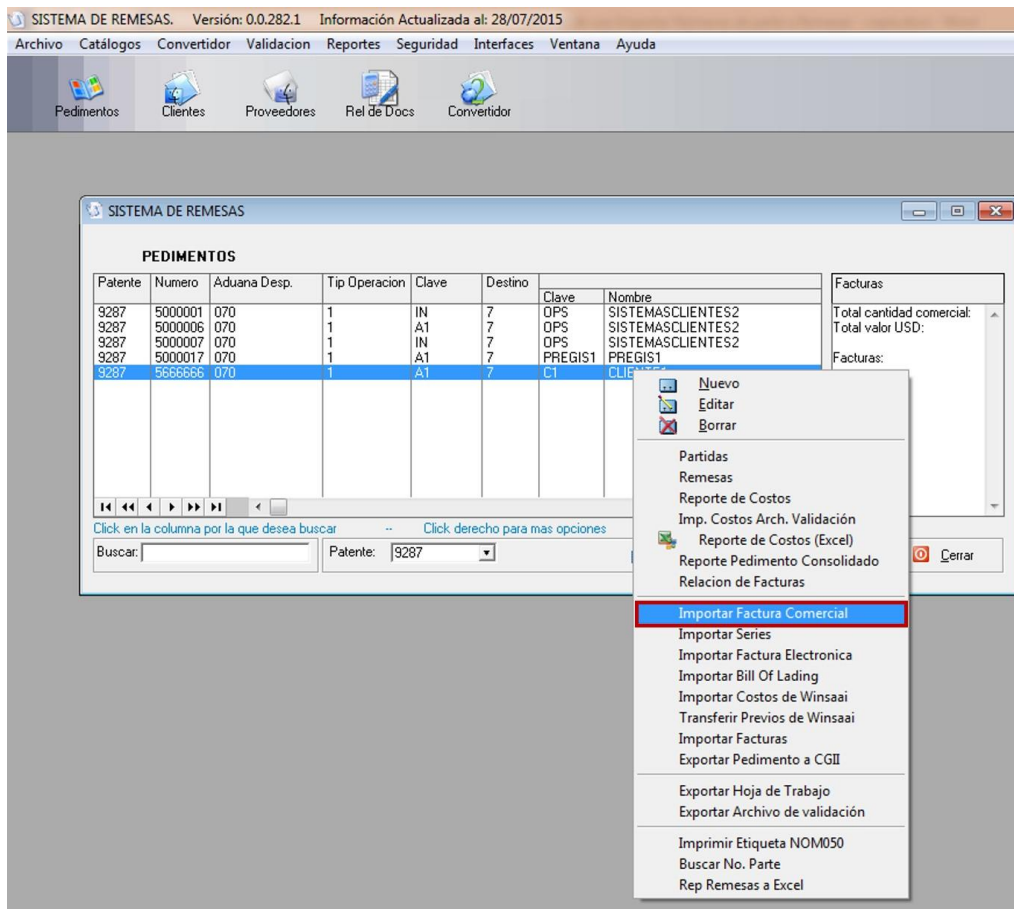 SISTEMA DE REMESAS. Versión: 0.0.282.1 Información Actualizada al: 28/07/2015
Archivo Catálogos Convertidor Validacion Reportes Seguridad Interfaces Ventana Ayuda
Pedimentos Clientes Proveedores Rel de Docs Convertidor
SISTEMA DE REMESAS
PEDIMENTOS
Patente Numero Aduana Desp. Tip Operacion Clave Destino Facturas
Clave Nombre
9287 5000001 070 1 IN 7 OPS SISTEMASCLIENTES2 Total cantidad comercial:
9287 5000006 070 1 A1 7 OPS SISTEMASCLIENTES2 Total valor USD:
9287 5000007 070 1 IN 7 OPS SISTEMASCLIENTES2
9287 5000017 070 1 A1 7 PREGIS1 PREGIS1 Facturas:
9287 5666666 070 1 A1 7 C1 CLIENTE1
Nuevo
Editar
Borrar
Partidas
Remesas
Reporte de Costos
Imp. Costos Arch. Validación
Reporte de Costos (Excel)
Reporte Pedimento Consolidado
Relacion de Facturas
Importar Factura Comercial
Importar Series
Importar Factura Electronica
Importar Bill Of Lading
Importar Costos de Winsaai
Transferir Previos de Winsaai
Importar Facturas
Exportar Pedimento a CGII
Exportar Hoja de Trabajo
Exportar Archivo de validación
Imprimir Etiqueta NOM050
Buscar No. Parte
Rep Remesas a Excel
Click en la columna por la que desea buscar -- Click derecho para mas opciones
Buscar: Patente: 9287 Cerrar